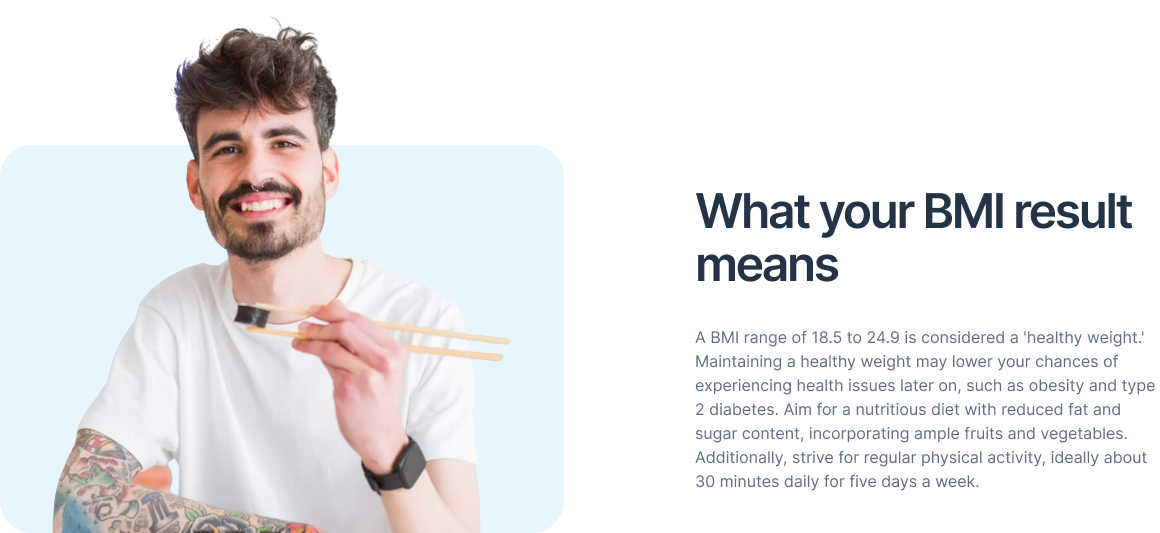 What your BMI result
means
A BMI range of 18.5 to 24.9 is considered a 'healthy weight.'
Maintaining a healthy weight may lower your chances of
experiencing health issues later on, such as obesity and type
2 diabetes. Aim for a nutritious diet with reduced fat and
sugar content, incorporating ample fruits and vegetables.
Additionally, strive for regular physical activity, ideally about
30 minutes daily for five days a week.